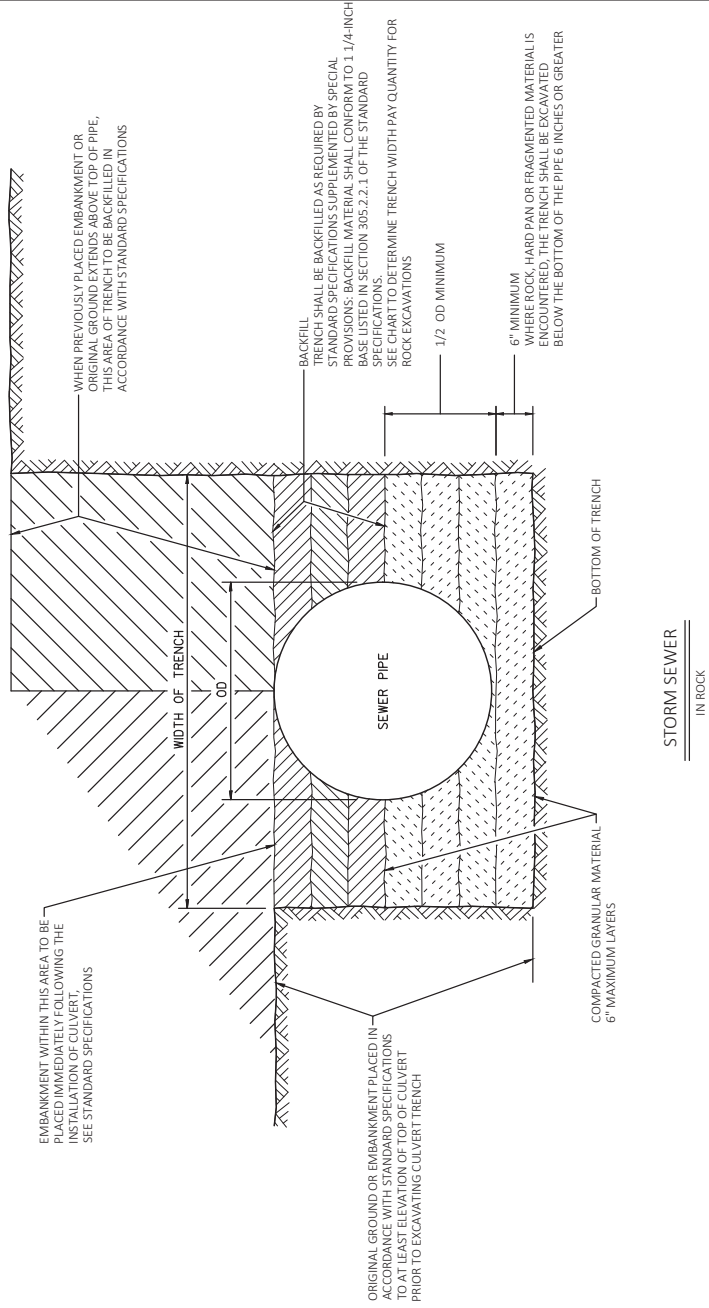 EMBANKMENT WITHIN THIS AREA TO BE
PLACED IMMEDIATELY FOLLOWING THE
INSTALLATION OF CULVERT,
SEE STANDARD SPECIFICATIONS
WHEN PREVIOUSLY PLACED EMBANKMENT OR
ORIGINAL GROUND EXTENDS ABOVE TOP OF PIPE,
THIS AREA OF TRENCH TO BE BACKFILLED IN
ACCORDANCE WITH STANDARD SPECIFICATIONS
WIDTH OF TRENCH
OD
SEWER PIPE
BACKFILL
TRENCH SHALL BE BACKFILLED AS REQUIRED BY
STANDARD SPECIFICATIONS SUPPLEMENTED BY SPECIAL
PROVISIONS: BACKFILL MATERIAL SHALL CONFORM TO 1 1/4-INCH
BASE LISTED IN SECTION 305.2.2.1 OF THE STANDARD
SPECIFICATIONS.
SEE CHART TO DETERMINE TRENCH WIDTH PAY QUANTITY FOR
ROCK EXCAVATIONS
1/2 OD MINIMUM
6" MINIMUM
WHERE ROCK, HARD PAN OR FRAGMENTED MATERIAL IS
ENCOUNTERED, THE TRENCH SHALL BE EXCAVATED
BELOW THE BOTTOM OF THE PIPE 6 INCHES OR GREATER
ORIGINAL GROUND OR EMBANKMENT PLACED IN
ACCORDANCE WITH STANDARD SPECIFICATIONS
TO AT LEAST ELEVATION OF TOP OF CULVERT
PRIOR TO EXCAVATING CULVERT TRENCH
COMPACTED GRANULAR MATERIAL
6" MAXIMUM LAYERS
BOTTOM OF TRENCH
STORM SEWER
IN ROCK